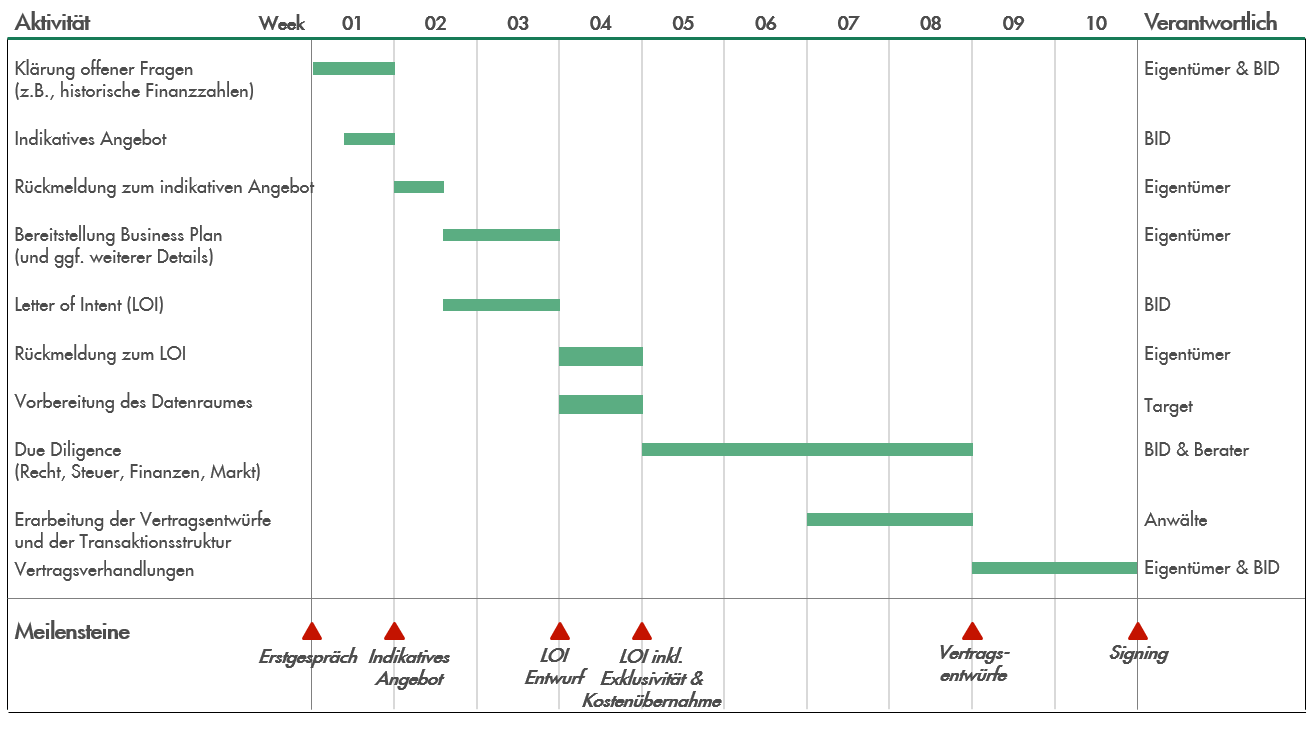 Aktivität Week 01 02 03 04 05 06 07 08 09 10 Verantwortlich
Klärung offener Fragen Eigentümer & BID
(z.B., historische Finanzzahlen)
Indikatives Angebot BID
Rückmeldung zum indikativen Angebot Eigentümer
Bereitstellung Business Plan Eigentümer
(und ggf. weiterer Details)
Letter of Intent (LOI) BID
Rückmeldung zum LOI Eigentümer
Vorbereitung des Datenraumes Target
Due Diligence BID & Berater
(Recht, Steuer, Finanzen, Markt)
Erarbeitung der Vertragsentwürfe Anwälte
und der Transaktionsstruktur
Vertragsverhandlungen Eigentümer & BID
Meilensteine
Erstgespräch
Indikatives
Angebot
LOI
Entwurf
LOI inkl.
Exklusivität &
Kostenübernahme
Vertrags-
entwürfe
Signing